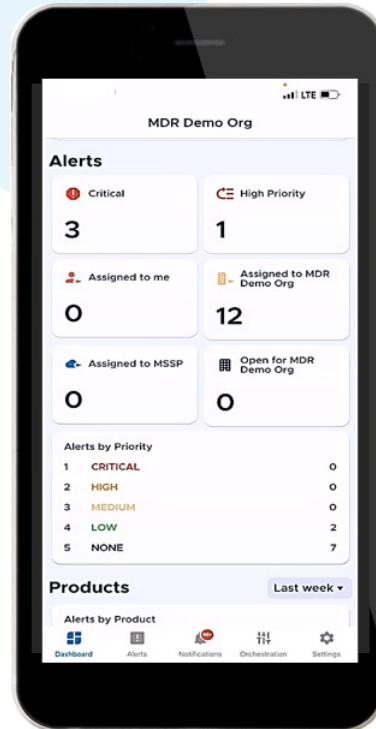 LTE
MDR Demo Org
Alerts
Critical
3
High Priority
1
Assigned to me
0
Assigned to MDR
Demo Org
12
Assigned to MSSP
0
Open for MDR
Demo Org
0
Alerts by Priority
1 CRITICAL 0
2 HIGH 0
3 MEDIUM 0
4 LOW 2
5 NONE 7
Products Last week
Alerts by Product
Dashboard Alerts Notifications Orchestration Settings